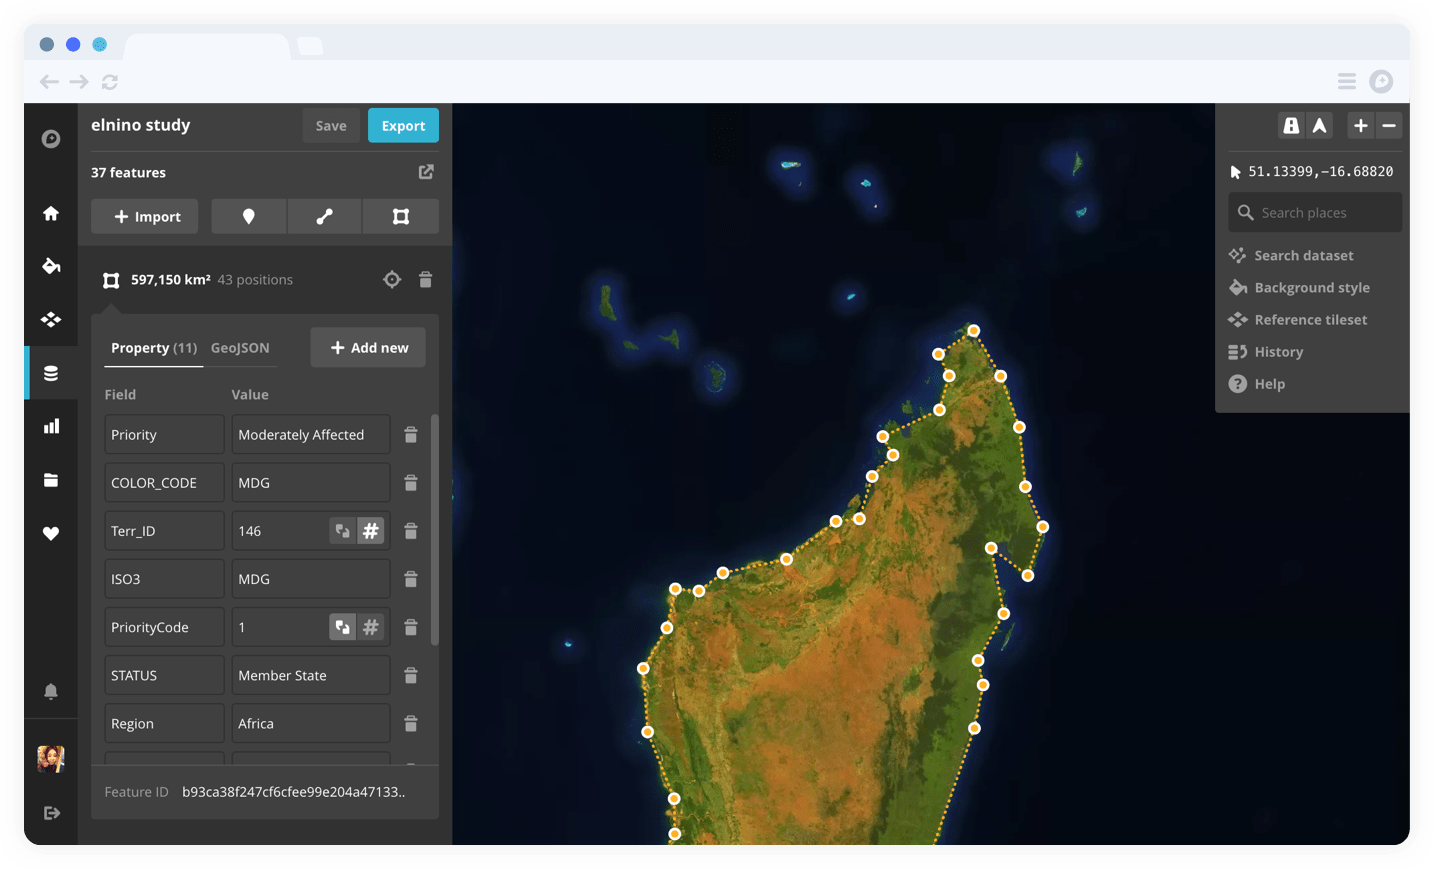 elnino study
Save
Export
37 features
Import
597,150 km² 43 positions
Property (11)
GeoJSON
Add new
Field
Value
Priority
Moderately Affected
COLOR_CODE
MDG
Terr_ID
146
#
ISO3
MDG
PriorityCode
1
#
STATUS
Member State
Region
Africa
Feature ID b93ca38f247cf6cfee99e204a47133..
51.13399,-16.68820
Search places
Search dataset
Background style
Reference tileset
History
Help